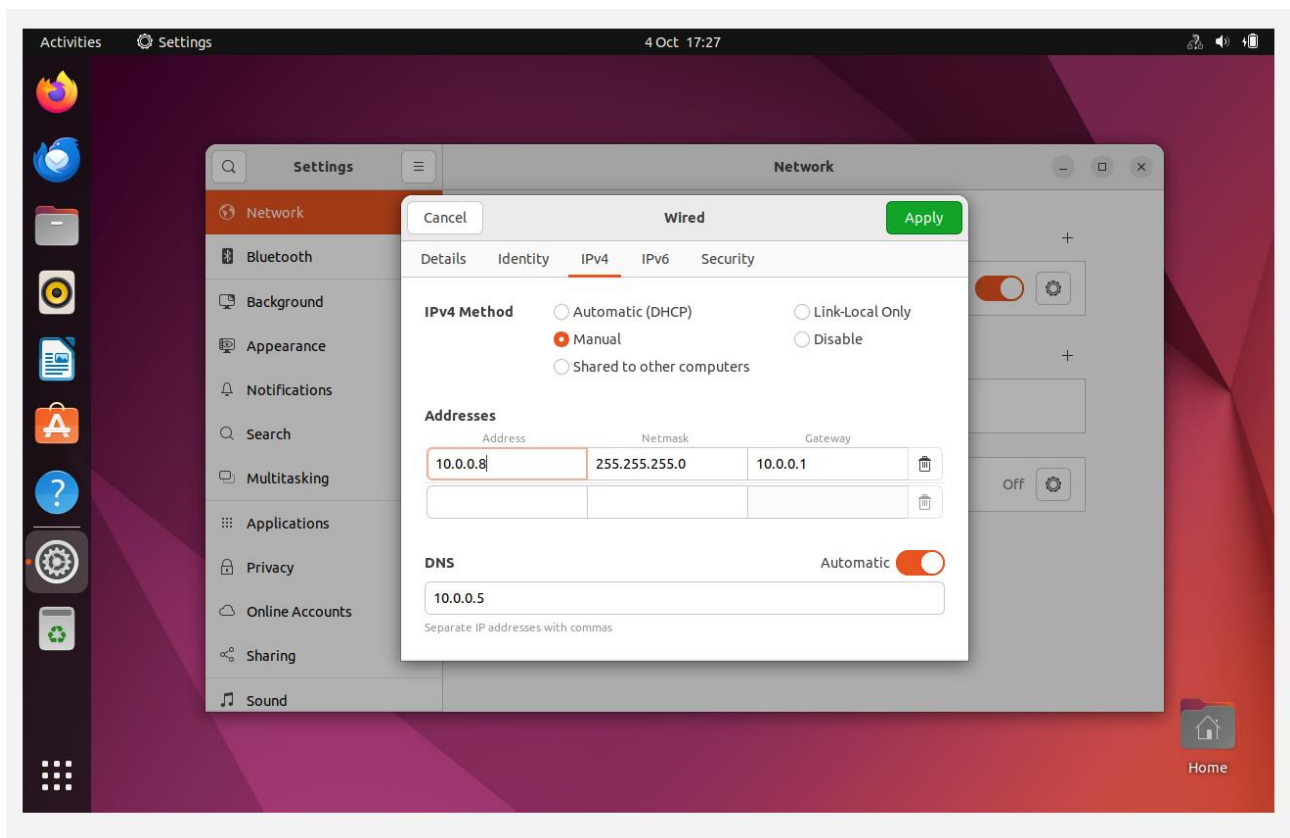 Activities Settings 4 Oct 17:27
Settings Network
Network
Bluetooth
Background
Appearance
Notifications
Search
Multitasking
Applications
Privacy
Online Accounts
Sharing
Sound
Cancel Wired Apply
Details Identity IPv4 IPv6 Security
IPv4 Method Automatic (DHCP) Link-Local Only
Manual Disable
Shared to other computers
Addresses
Address Netmask Gateway
10.0.0.8 255.255.255.0 10.0.0.1
DNS Automatic
10.0.0.5
Separate IP addresses with commas
Off
Home